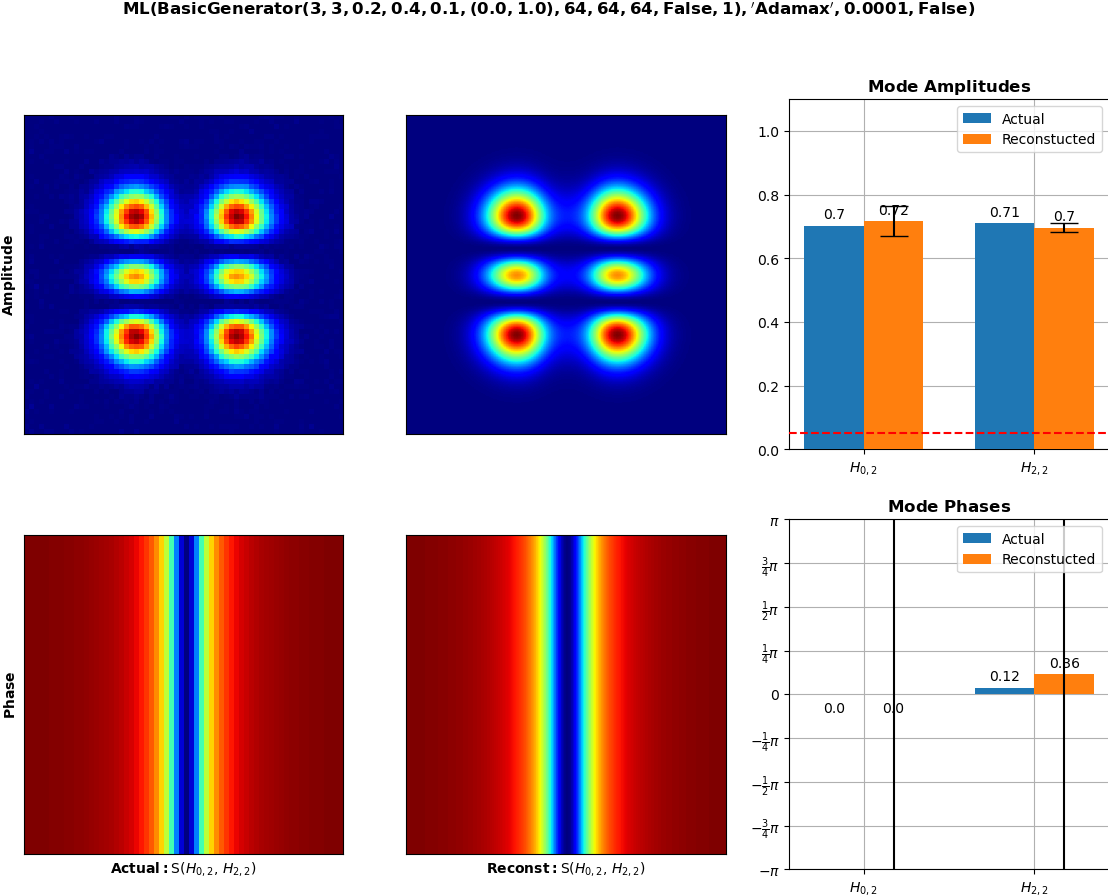 ML(BasicGenerator(3, 3, 0.2, 0.4, 0.1, (0.0, 1.0), 64, 64, 64, False, 1), 'Adamax', 0.0001, False)
Amplitude
Mode Amplitudes
Actual
Reconstucted
1.0
0.8
0.6
0.4
0.2
0.0
0.7
0.72
0.71
0.7
H0,2
H2,2
Phase
Actual: S(H0,2, H2,2)
Reconst: S(H0,2, H2,2)
Mode Phases
Actual
Reconstucted
π
3/4π
1/2π
1/4π
0
−1/4π
−1/2π
−3/4π
−π
0.0
0.0
0.12
0.36
H0,2
H2,2